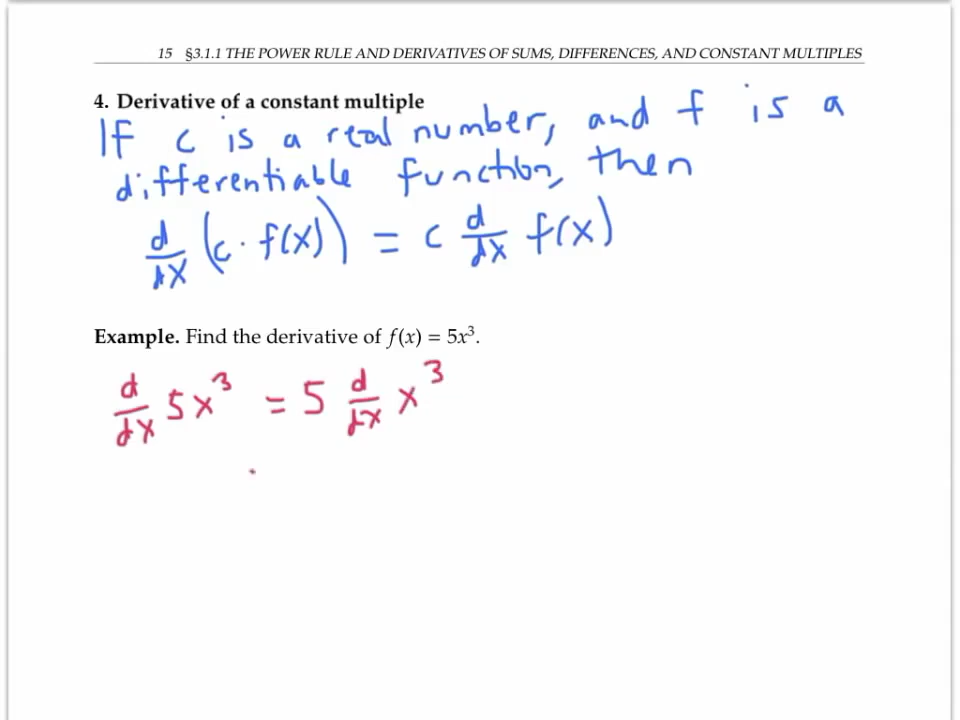 15 §3.1.1 THE POWER RULE AND DERIVATIVES OF SUMS, DIFFERENCES, AND CONSTANT MULTIPLES
4. Derivative of a constant multiple
If c is a real number, and f is a
differentiable function, then
d/dx (c · f(x)) = c d/dx f(x)
Example. Find the derivative of f(x) = 5x³.
d/dx 5x³ = 5 d/dx x³